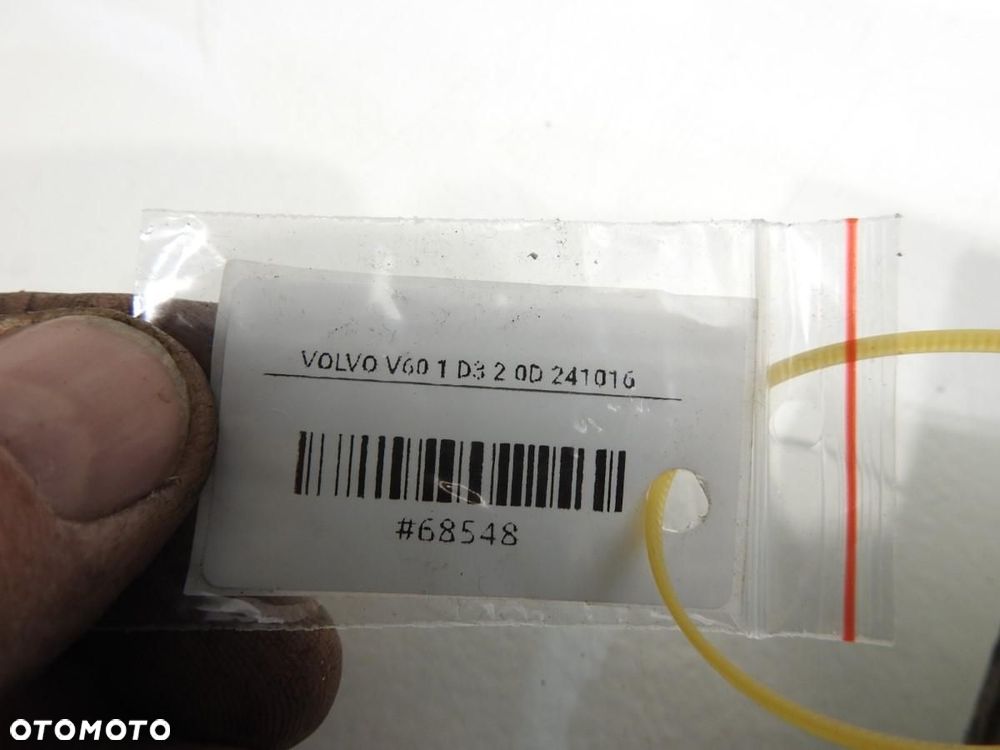 VOLVO V60 1 D3 2 0D 241016
#68548
OTOMOTO